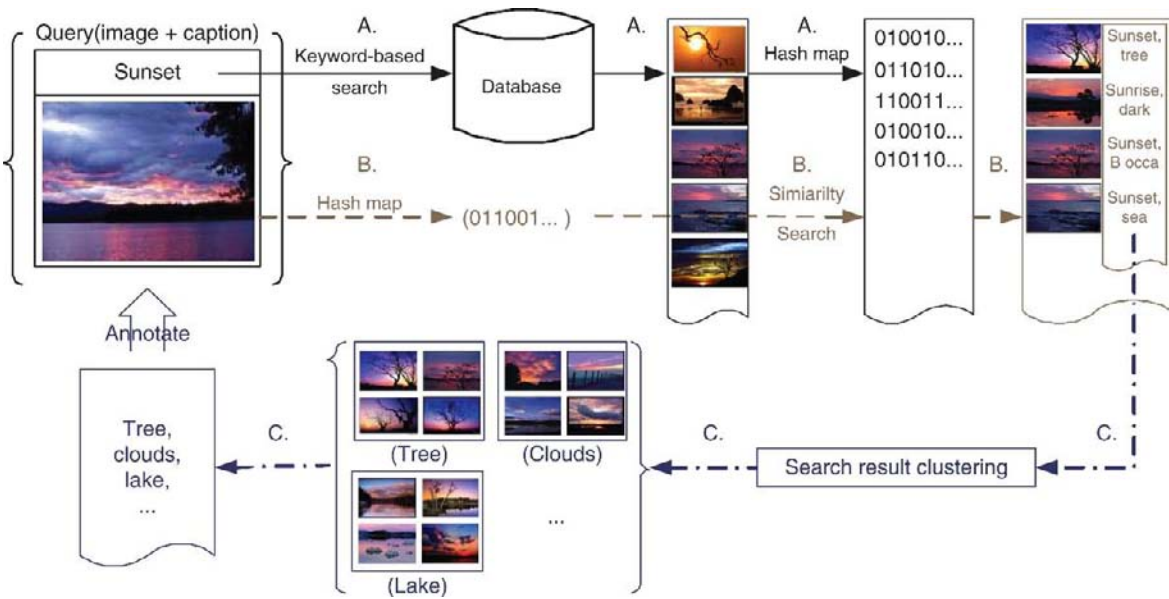 Query(image + caption)
Sunset
A.
Keyword-based
search
Database
A.
A.
Hash map
010010...
011010...
110011...
010010...
010110...
Sunset,
tree
Sunrise,
dark
Sunset,
B occa
Sunset,
sea
B.
Hash map
(011001... )
B.
Simiarilty
Search
B.
Annotate
Tree,
clouds,
lake,
...
C.
(Tree)
(Clouds)
(Lake)
...
C.
Search result clustering
C.